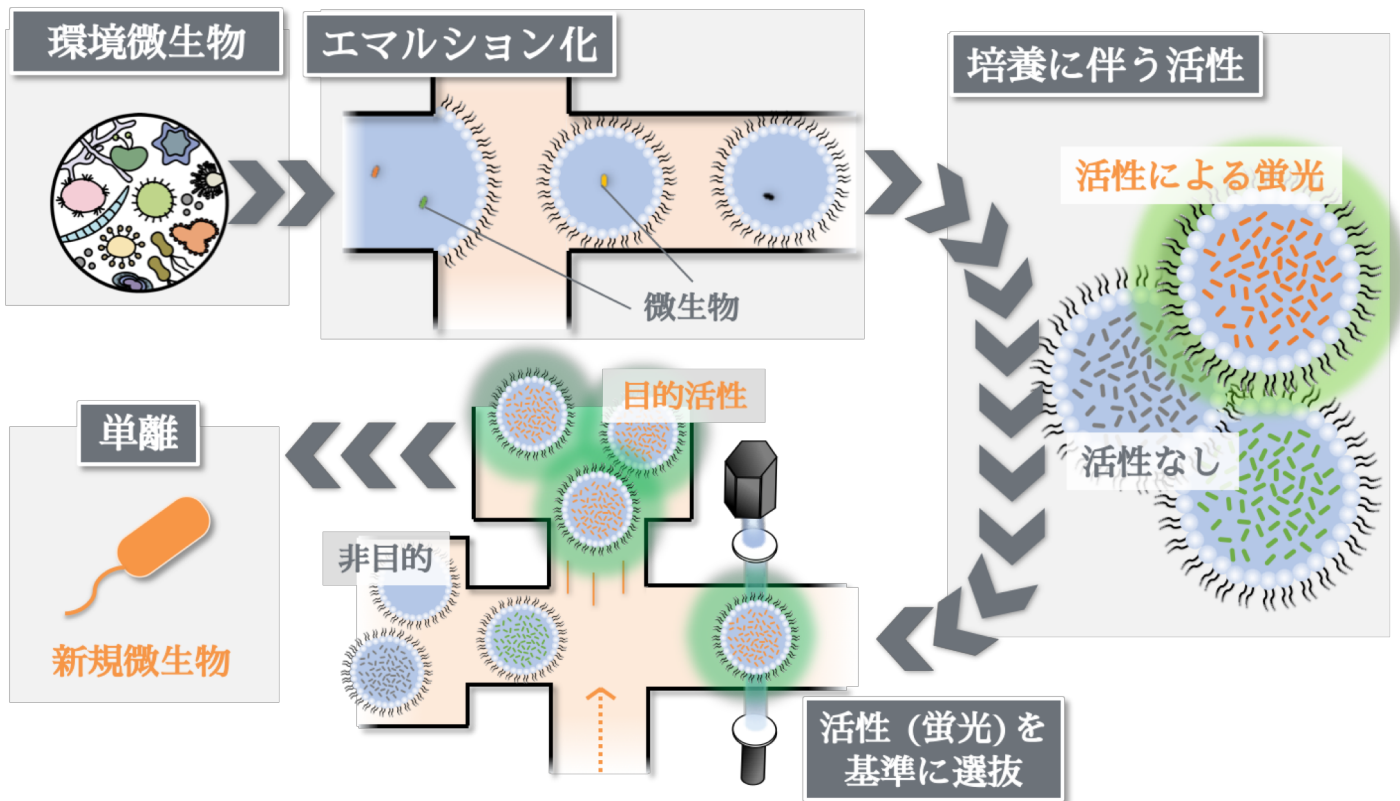 環境微生物
エマルション化
微生物
培養に伴う活性
活性による蛍光
活性なし
活性 (蛍光) を
基準に選抜
目的活性
非目的
単離
新規微生物